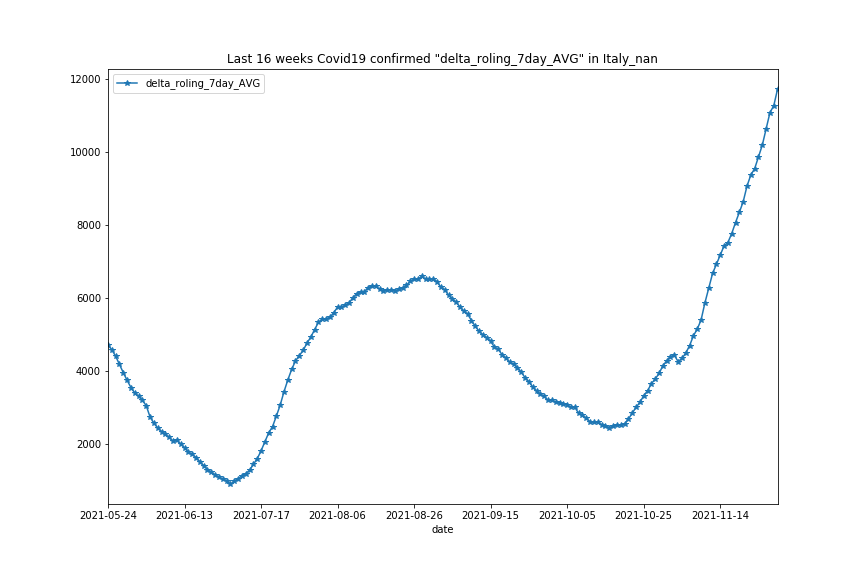 Last 16 weeks Covid19 confirmed "delta_roling_7day_AVG" in Italy_nan
delta_roling_7day_AVG
12000
10000
8000
6000
4000
2000
2021-05-24 2021-06-13 2021-07-17 2021-08-06 2021-08-26 2021-09-15 2021-10-05 2021-10-25 2021-11-14
date